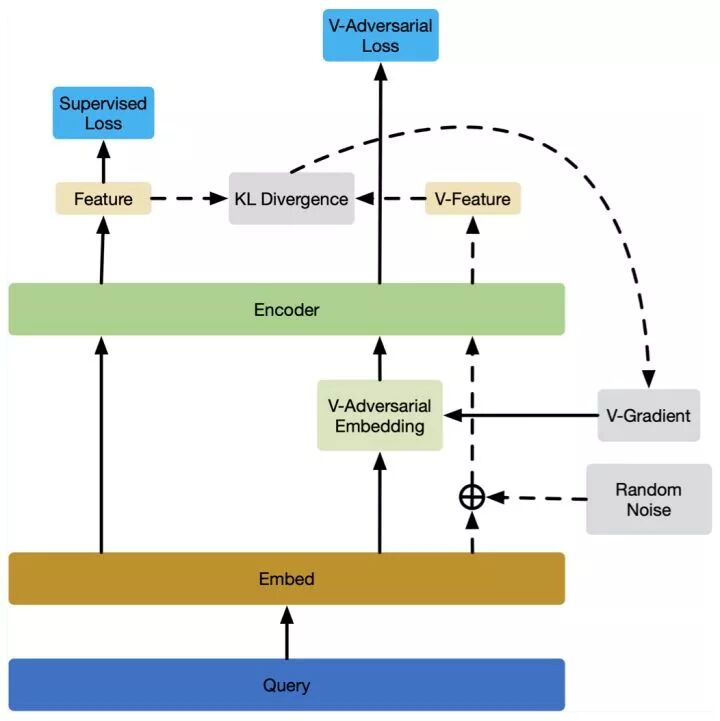 V-Adversarial
Loss
Supervised
Loss
Feature
KL Divergence
V-Feature
Encoder
V-Adversarial
Embedding
V-Gradient
Random
Noise
Embed
Query